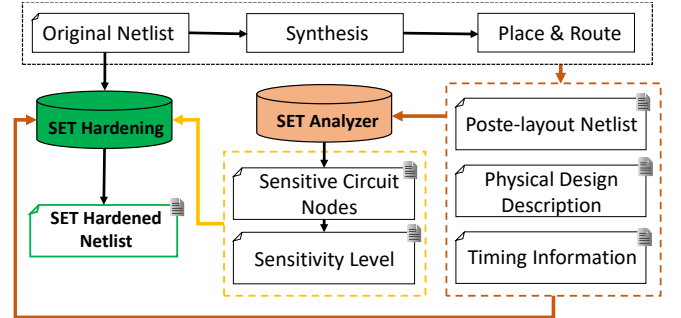 Original Netlist
Synthesis
Place & Route
SET Hardening
SET Analyzer
Poste-layout Netlist
Sensitive Circuit
Nodes
Physical Design
Description
SET Hardened
Netlist
Sensitivity Level
Timing Information